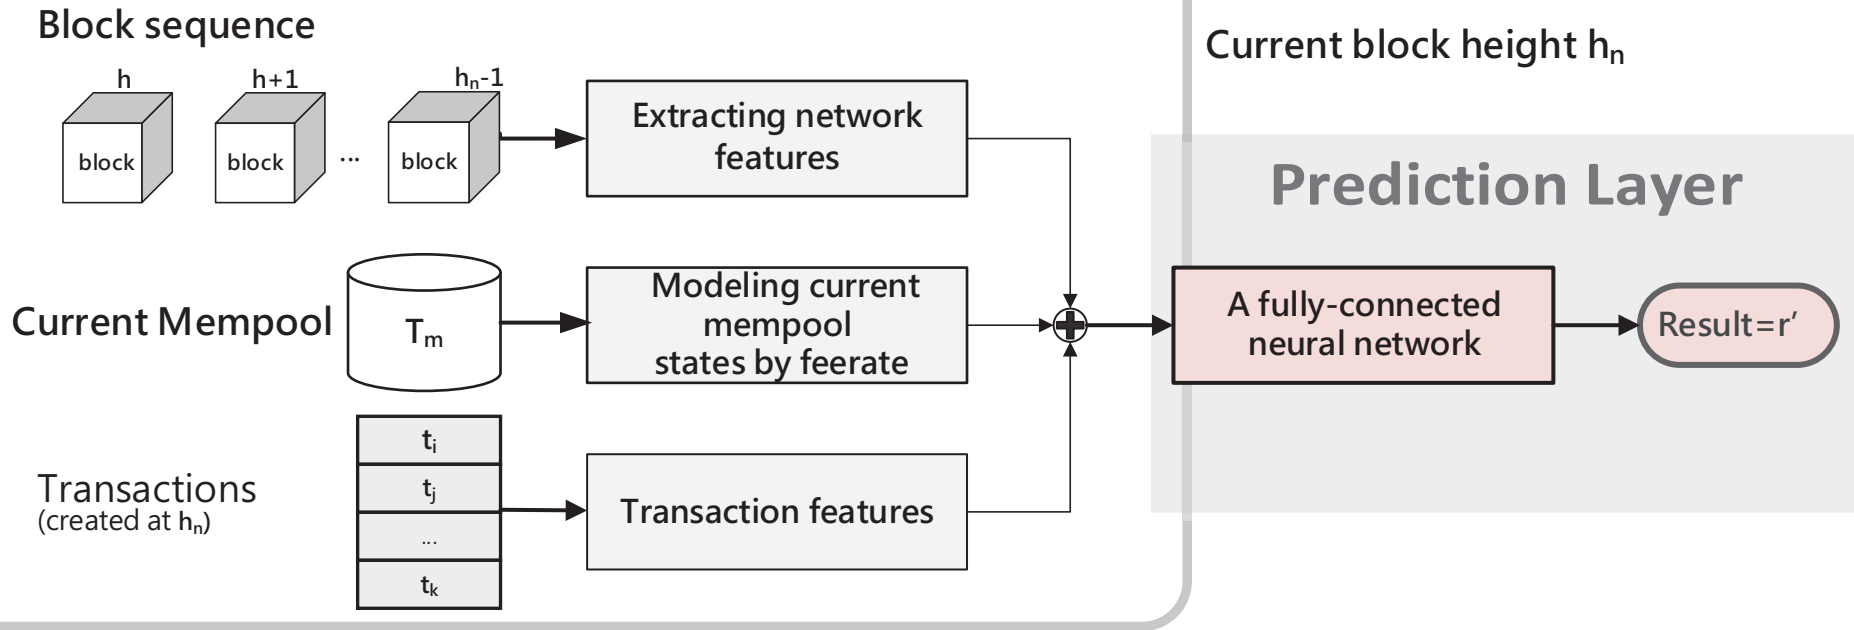 Block sequence
h
h+1
hn-1
block
block
...
block
Extracting network
features
Current block height hn
Prediction Layer
Current Mempool
Tm
Modeling current
mempool
states by feerate
A fully-connected
neural network
Result=r’
Transactions
(created at hn)
ti
tj
...
tk
Transaction features